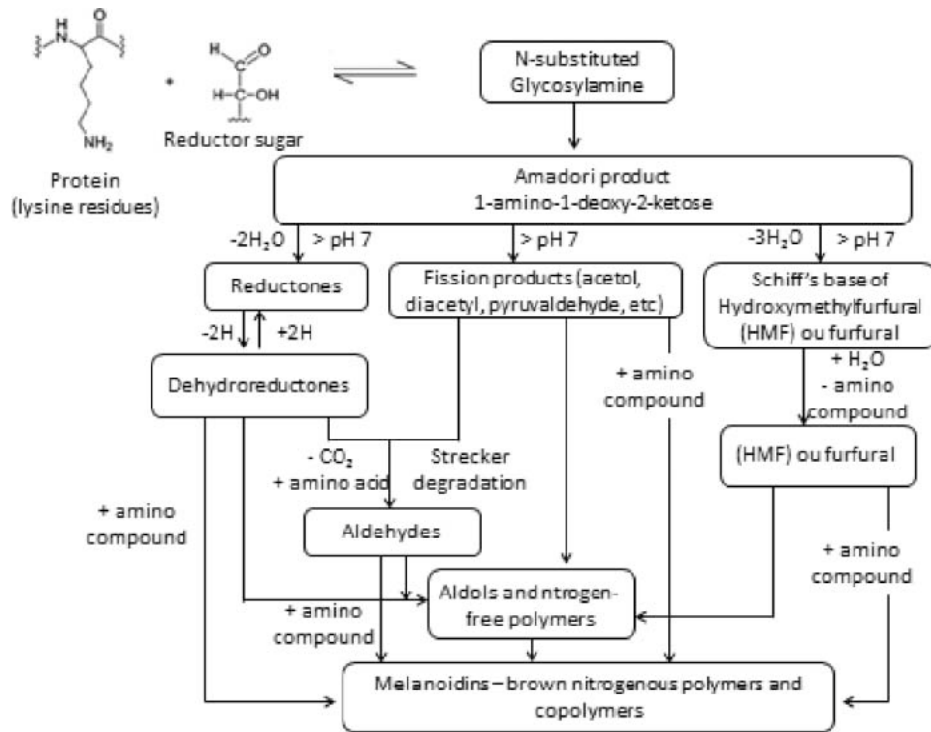 H
N
O
NH₂
Protein
(lysine residues)
+
H
O
H-C-OH
Reductor sugar
N-substituted
Glycosylamine
Amadori product
1-amino-1-deoxy-2-ketose
-2H₂O
> pH 7
> pH 7
-3H₂O
> pH 7
Reductones
Fission products (acetol,
diacetyl, pyruvaldehyde, etc)
Schiff's base of
Hydroxymethylfurfural
(HMF) ou furfural
-2H
+2H
Dehydroreductones
+ H₂O
- amino
compound
+ amino
compound
(HMF) ou furfural
- CO₂
+ amino acid
Strecker
degradation
+ amino
compound
Aldehydes
+ amino
compound
Aldols and ntrogen-
free polymers
+ amino
compound
Melanoidins – brown nitrogenous polymers and
copolymers